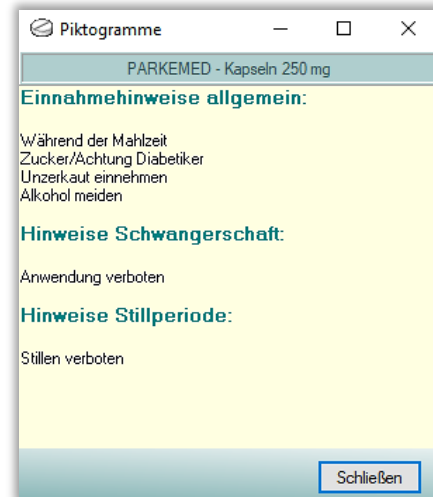 Piktogramme
PARKEMED - Kapseln 250 mg
Einnahmehinweise allgemein:
Während der Mahlzeit
Zucker/Achtung Diabetiker
Unzerkaut einnehmen
Alkohol meiden
Hinweise Schwangerschaft:
Anwendung verboten
Hinweise Stillperiode:
Stillen verboten
Schließen